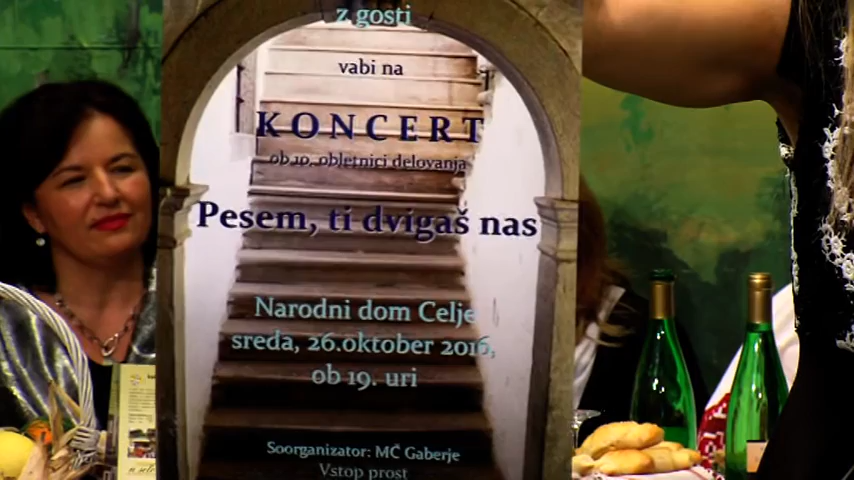 z gosti
vabi na
KONCERT
ob 10. obletnici delovanja
Pesem, ti dvigaš nas
Narodni dom Celje
sreda, 26.oktober 2016,
ob 19. uri
Soorganizator: MČ Gaberje
Vstop prost